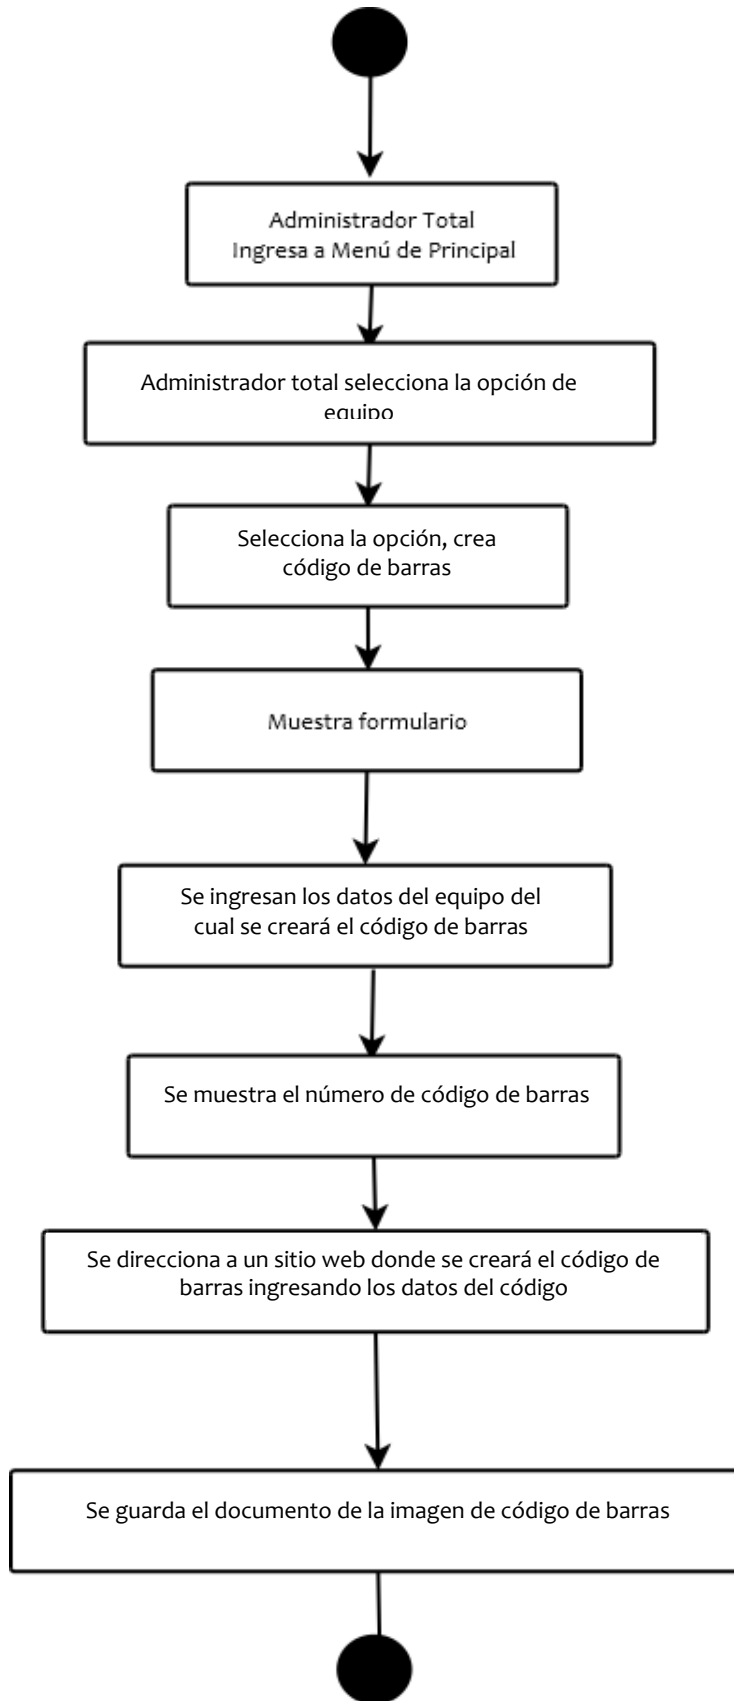 Administrador Total
Ingresa a Menú de Principal
Administrador total selecciona la opción de
equipo
Selecciona la opción, crea
código de barras
Muestra formulario
Se ingresan los datos del equipo del
cual se creará el código de barras
Se muestra el número de código de barras
Se direcciona a un sitio web donde se creará el código de
barras ingresando los datos del código
Se guarda el documento de la imagen de código de barras